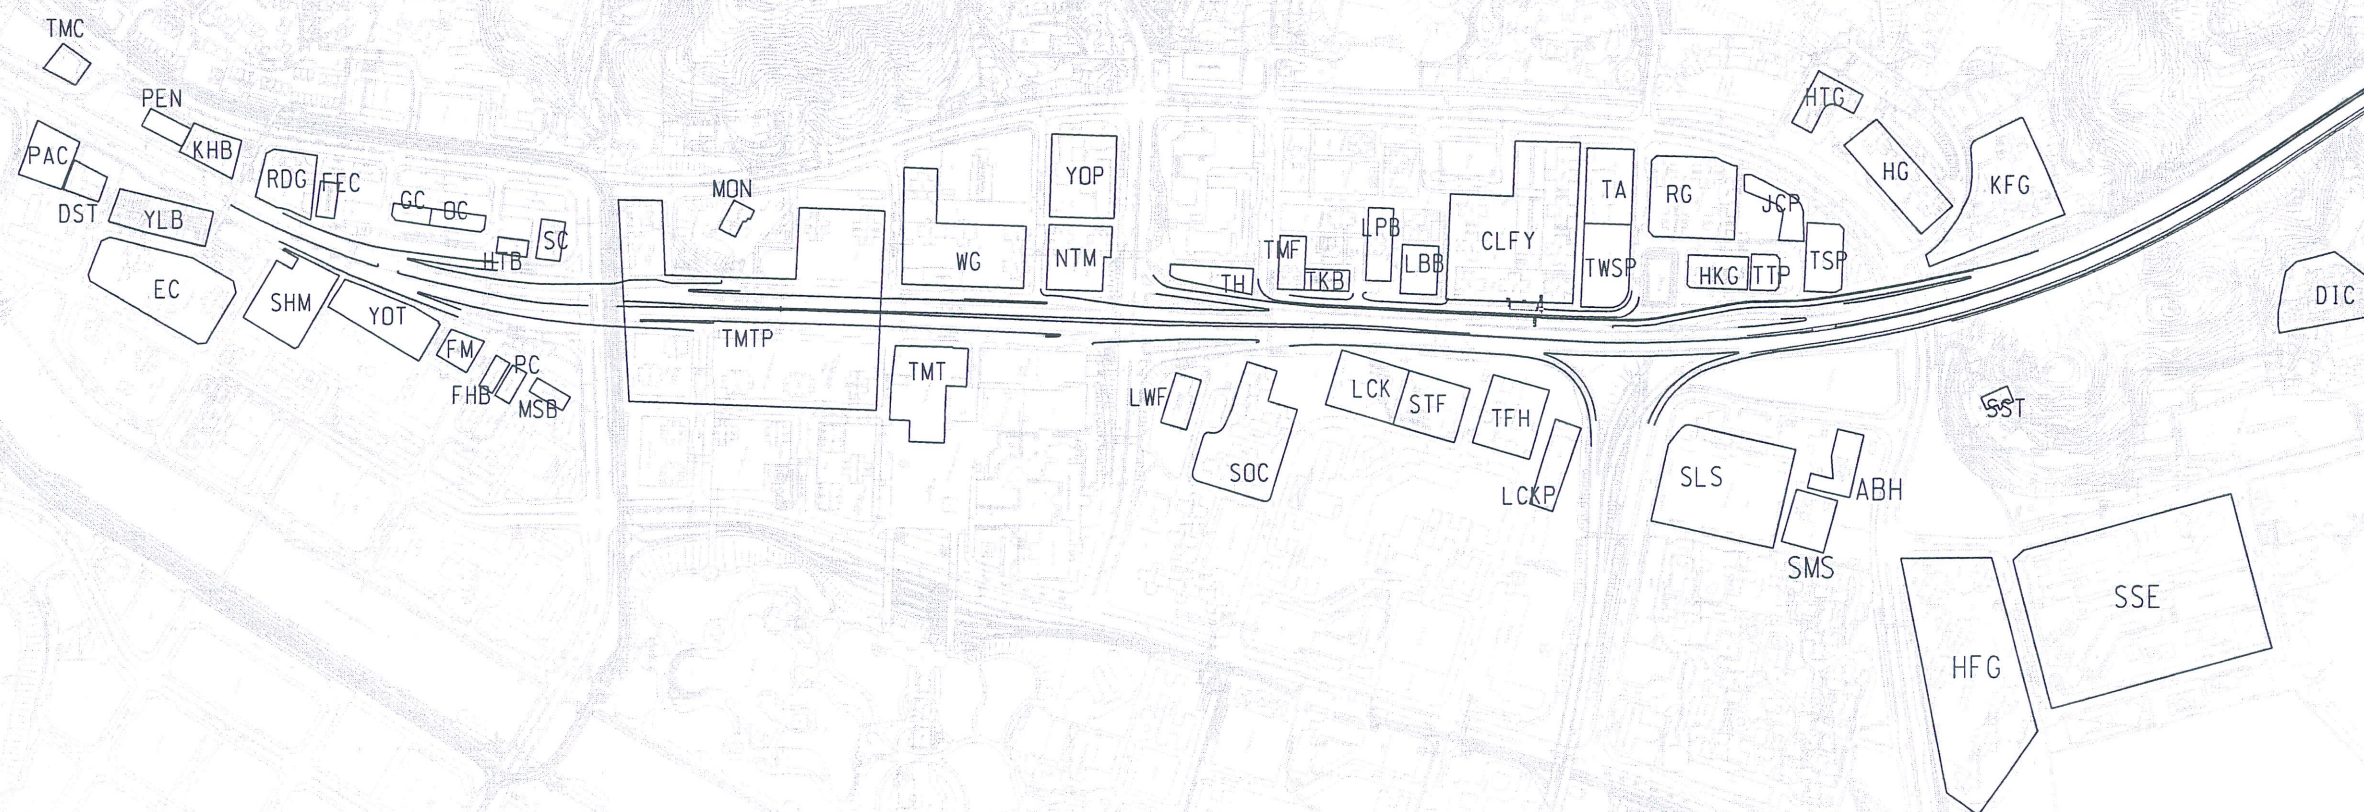 TMC
PEN
KHB
PAC
DST
YLB
EC
RDG
FEC
GC
OC
HTB
SC
SHM
YOT
FM
FHB
PC
MSB
MON
TMTP
WG
TMT
YOP
NTM
TH
TMF
TKB
LPB
LBB
CLFY
TA
TWSP
RG
JCP
HKG
TTP
TSP
HTG
HG
KFG
DIC
LWF
SOC
LCK
STF
TFH
LCKP
SLS
ABH
SMS
SST
HFG
SSE